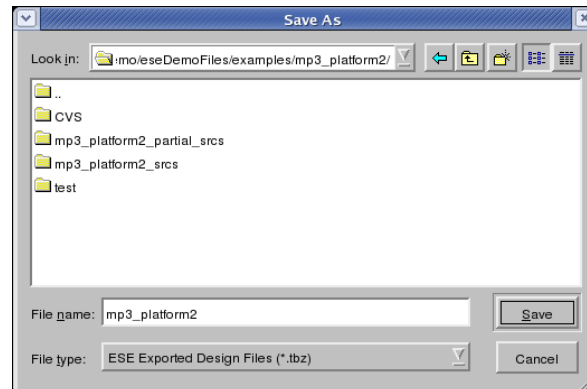 Save As
Look in: mo/eseDemoFiles/examples/mp3_platform2/
..
CVS
mp3_platform2_partial_srcs
mp3_platform2_srcs
test
File name: mp3_platform2
Save
File type: ESE Exported Design Files (*.tbz)
Cancel